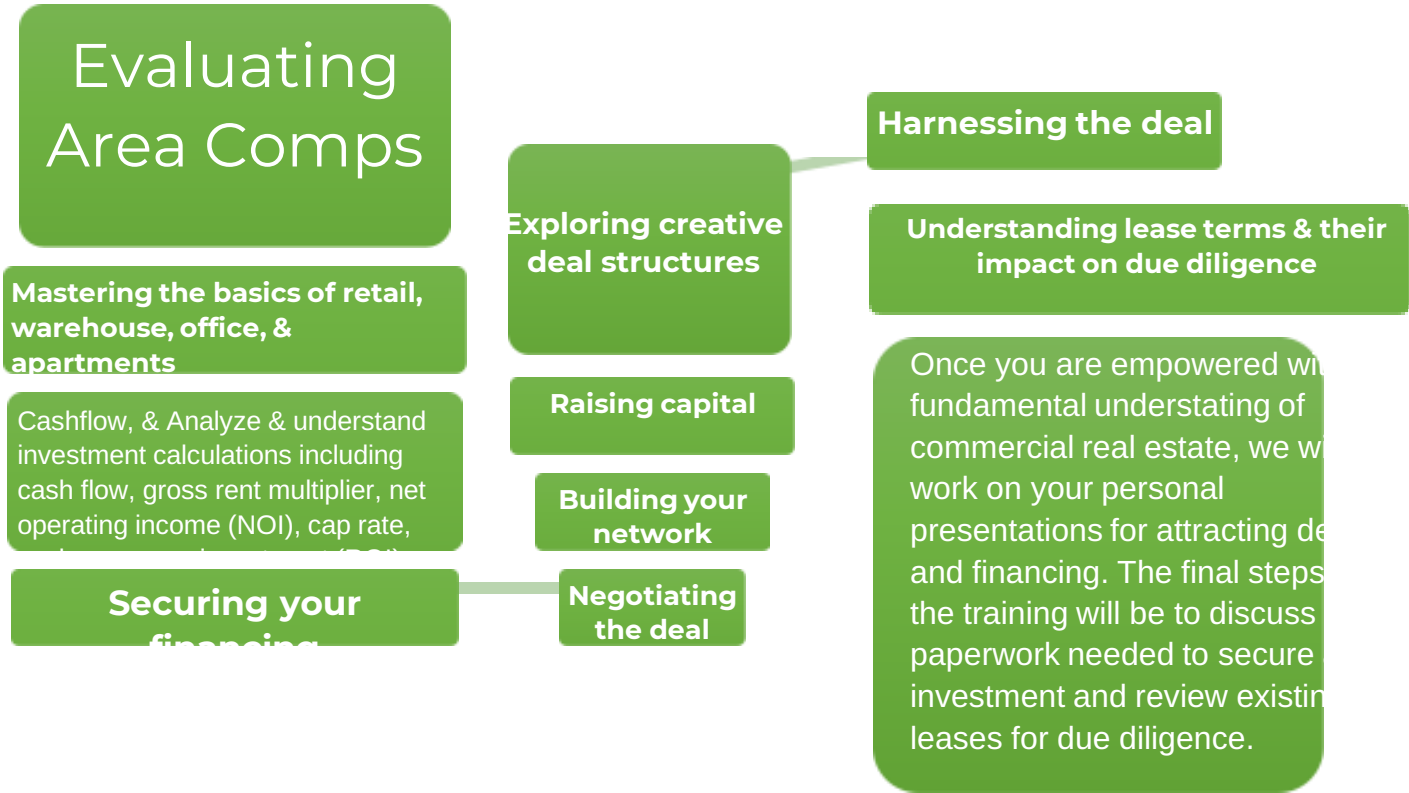 Evaluating
Area Comps
Mastering the basics of retail,
warehouse, office, &
apartments
Cashflow, & Analyze & understand
investment calculations including
cash flow, gross rent multiplier, net
operating income (NOI), cap rate,
Securing your
financing
Exploring creative
deal structures
Raising capital
Building your
network
Negotiating
the deal
Harnessing the deal
Understanding lease terms & their
impact on due diligence
Once you are empowered
fundamental understating of
commercial real estate, we
work on your personal
presentations for attracting
and financing. The final steps
the training will be to discuss
paperwork needed to secure
investment and review
leases for due diligence.